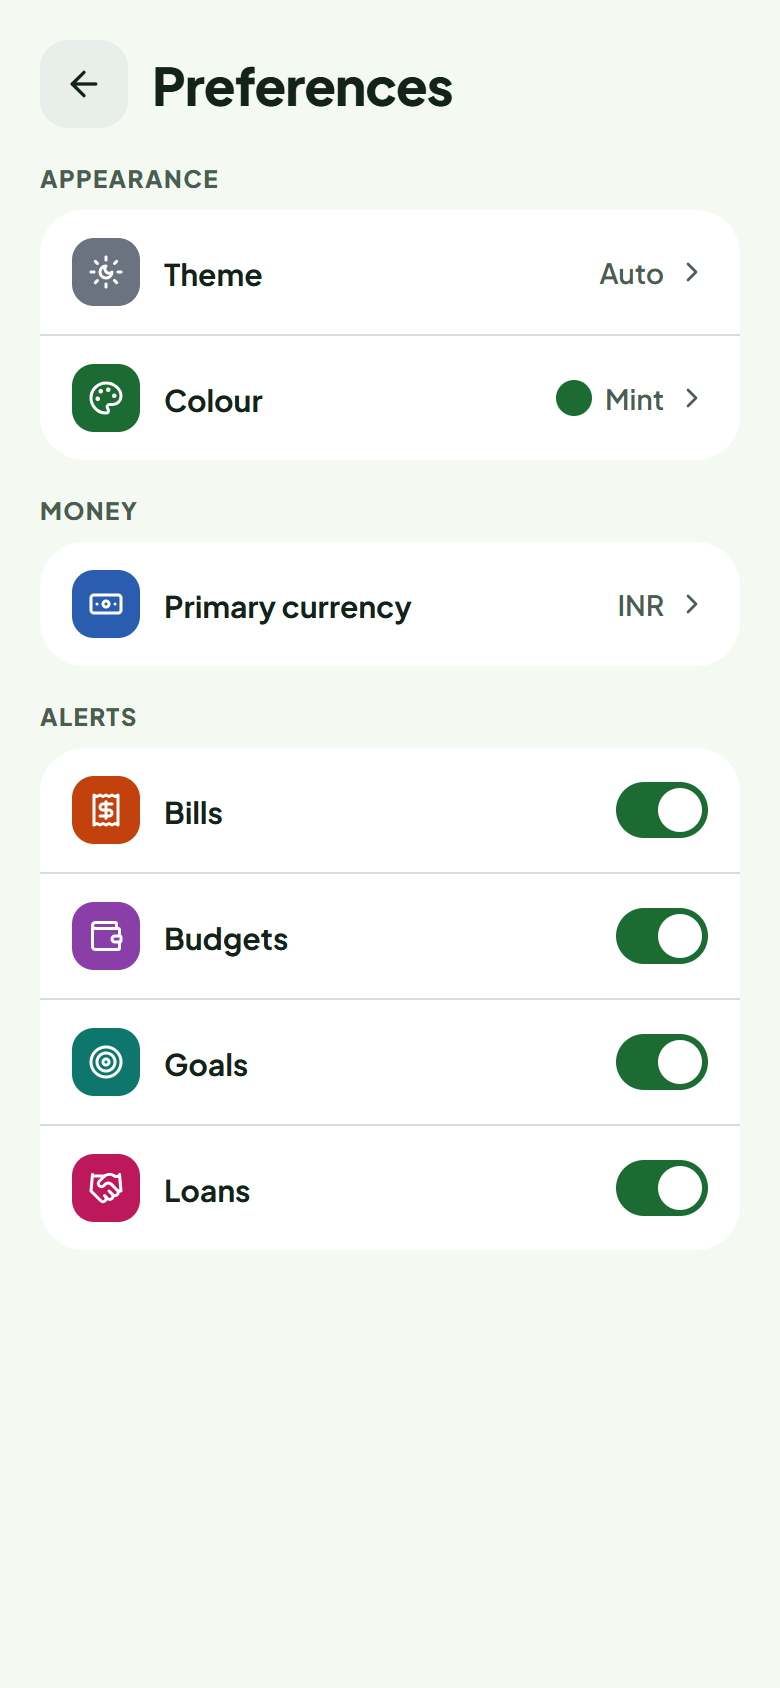 Preferences
APPEARANCE
Theme Auto
Colour Mint
MONEY
Primary currency INR
ALERTS
Bills
Budgets
Goals
Loans